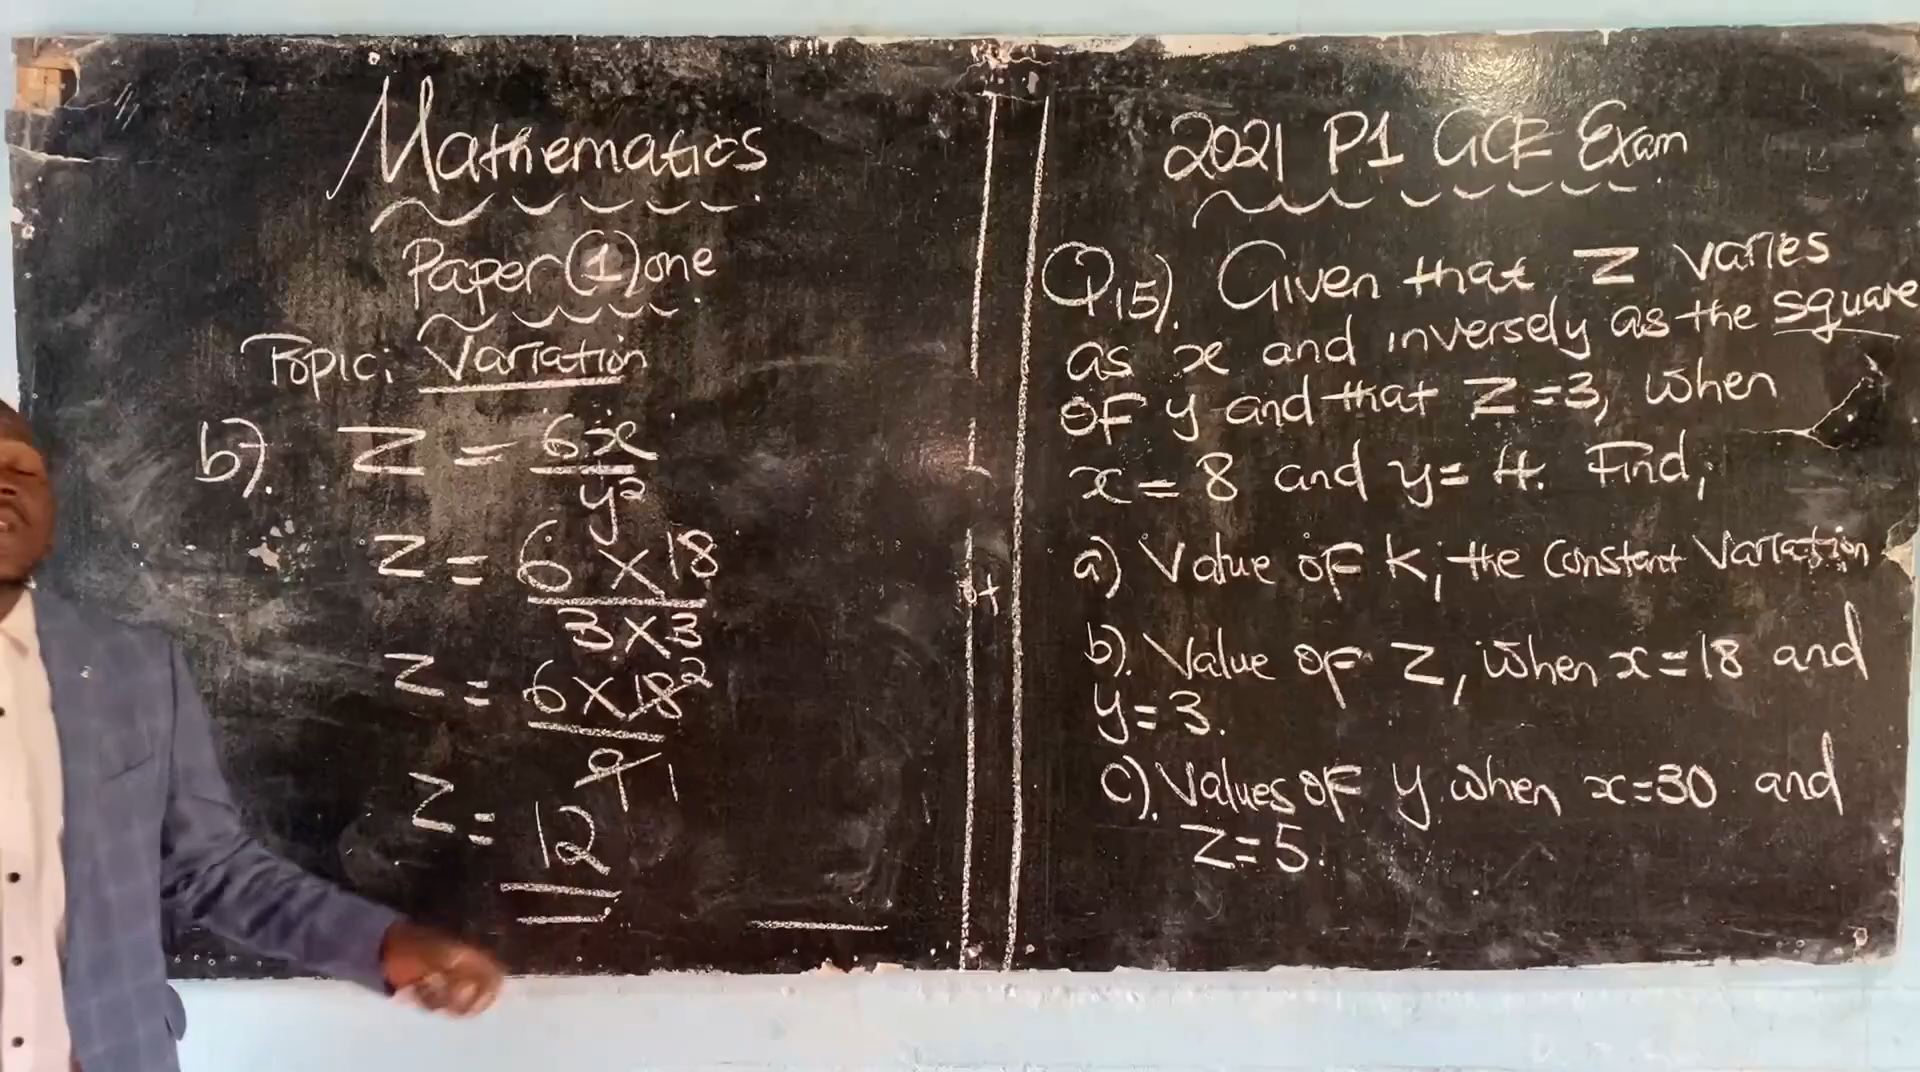 Mathematics
Paper (1) one
Topic: Variation
b). Z = 6x
y²
Z = 6 × 18
3 × 3
Z = 6 × 18 2
9 1
Z = 12
2021 P1 GCE Exam
Q15). Given that Z varies
as x and inversely as the square
of y and that Z = 3, when
x = 8 and y = 4. Find;
a) Value of K, the constant Variation
b). Value of Z, when x = 18 and
y = 3.
c). Values of y when x = 30 and
Z = 5.